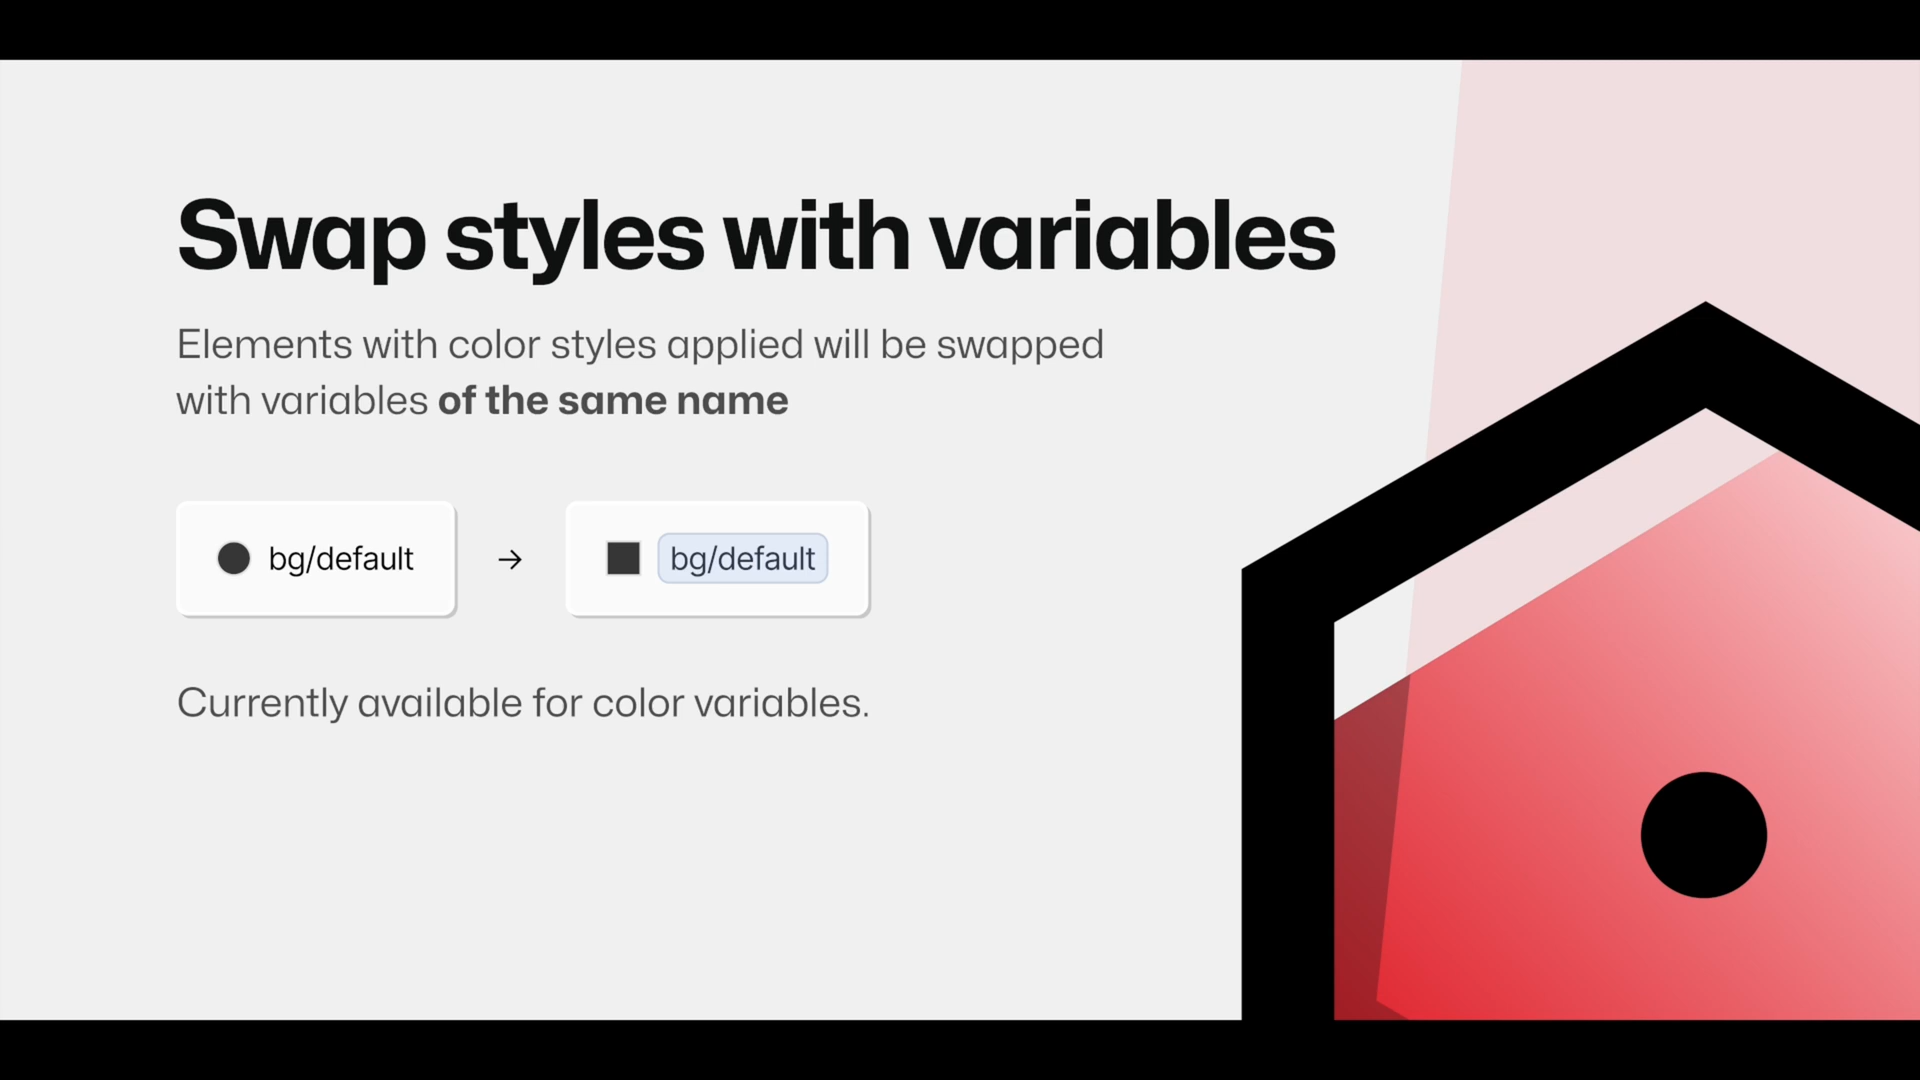 Swap styles with variables
Elements with color styles applied will be swapped
with variables of the same name
bg/default → bg/default
Currently available for color variables.